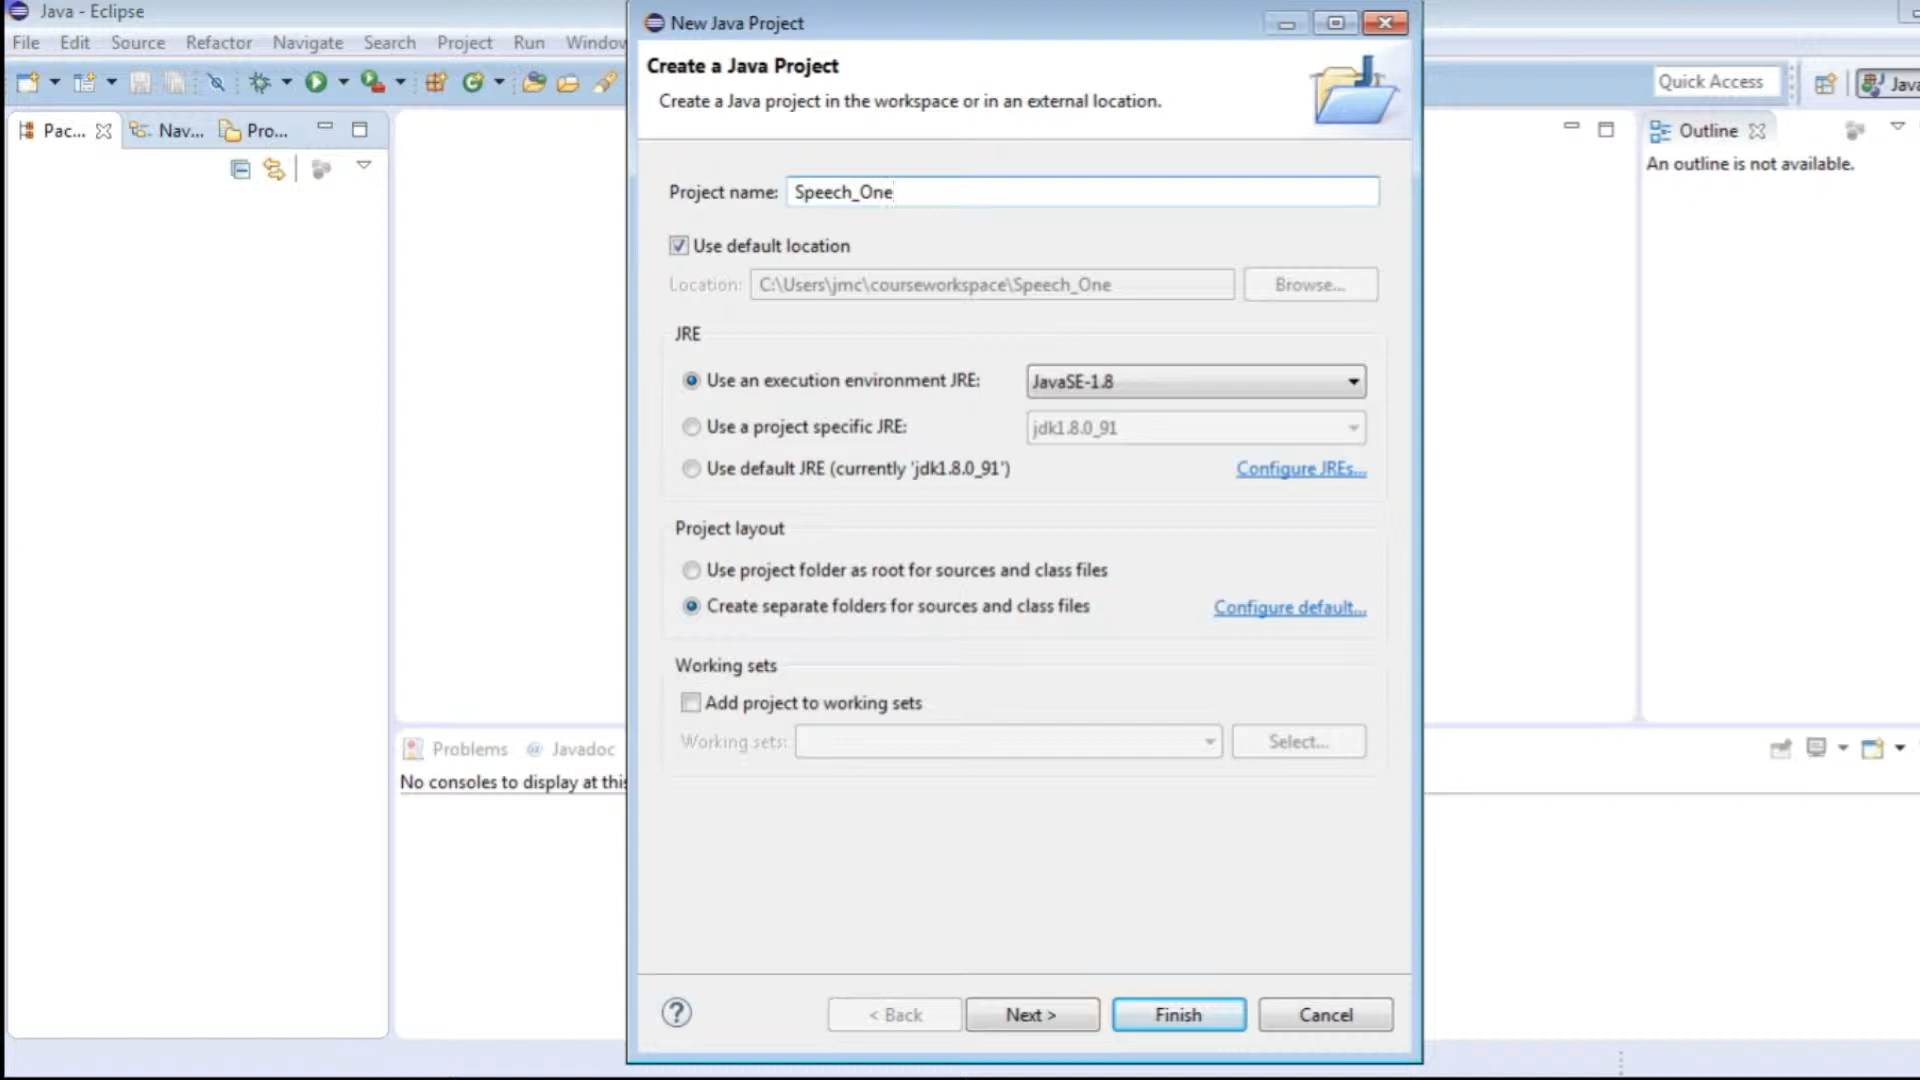 Java - Eclipse
File Edit Source Refactor Navigate Search Project Run
Quick Access
Java
Pac... Nav... Pro...
Outline
An outline is not available.
Problems Javadoc
No consoles to display at this
New Java Project
Create a Java Project
Create a Java project in the workspace or in an external location.
Project name: Speech_One
Use default location
Location: C:\Users\jmc\courseworkspace\Speech_One Browse...
JRE
Use an execution environment JRE: JavaSE-1.8
Use a project specific JRE: jdk1.8.0_91
Use default JRE (currently 'jdk1.8.0_91') Configure JREs...
Project layout
Use project folder as root for sources and class files
Create separate folders for sources and class files Configure default...
Working sets
Add project to working sets
Working sets: Select...
? < Back Next > Finish Cancel